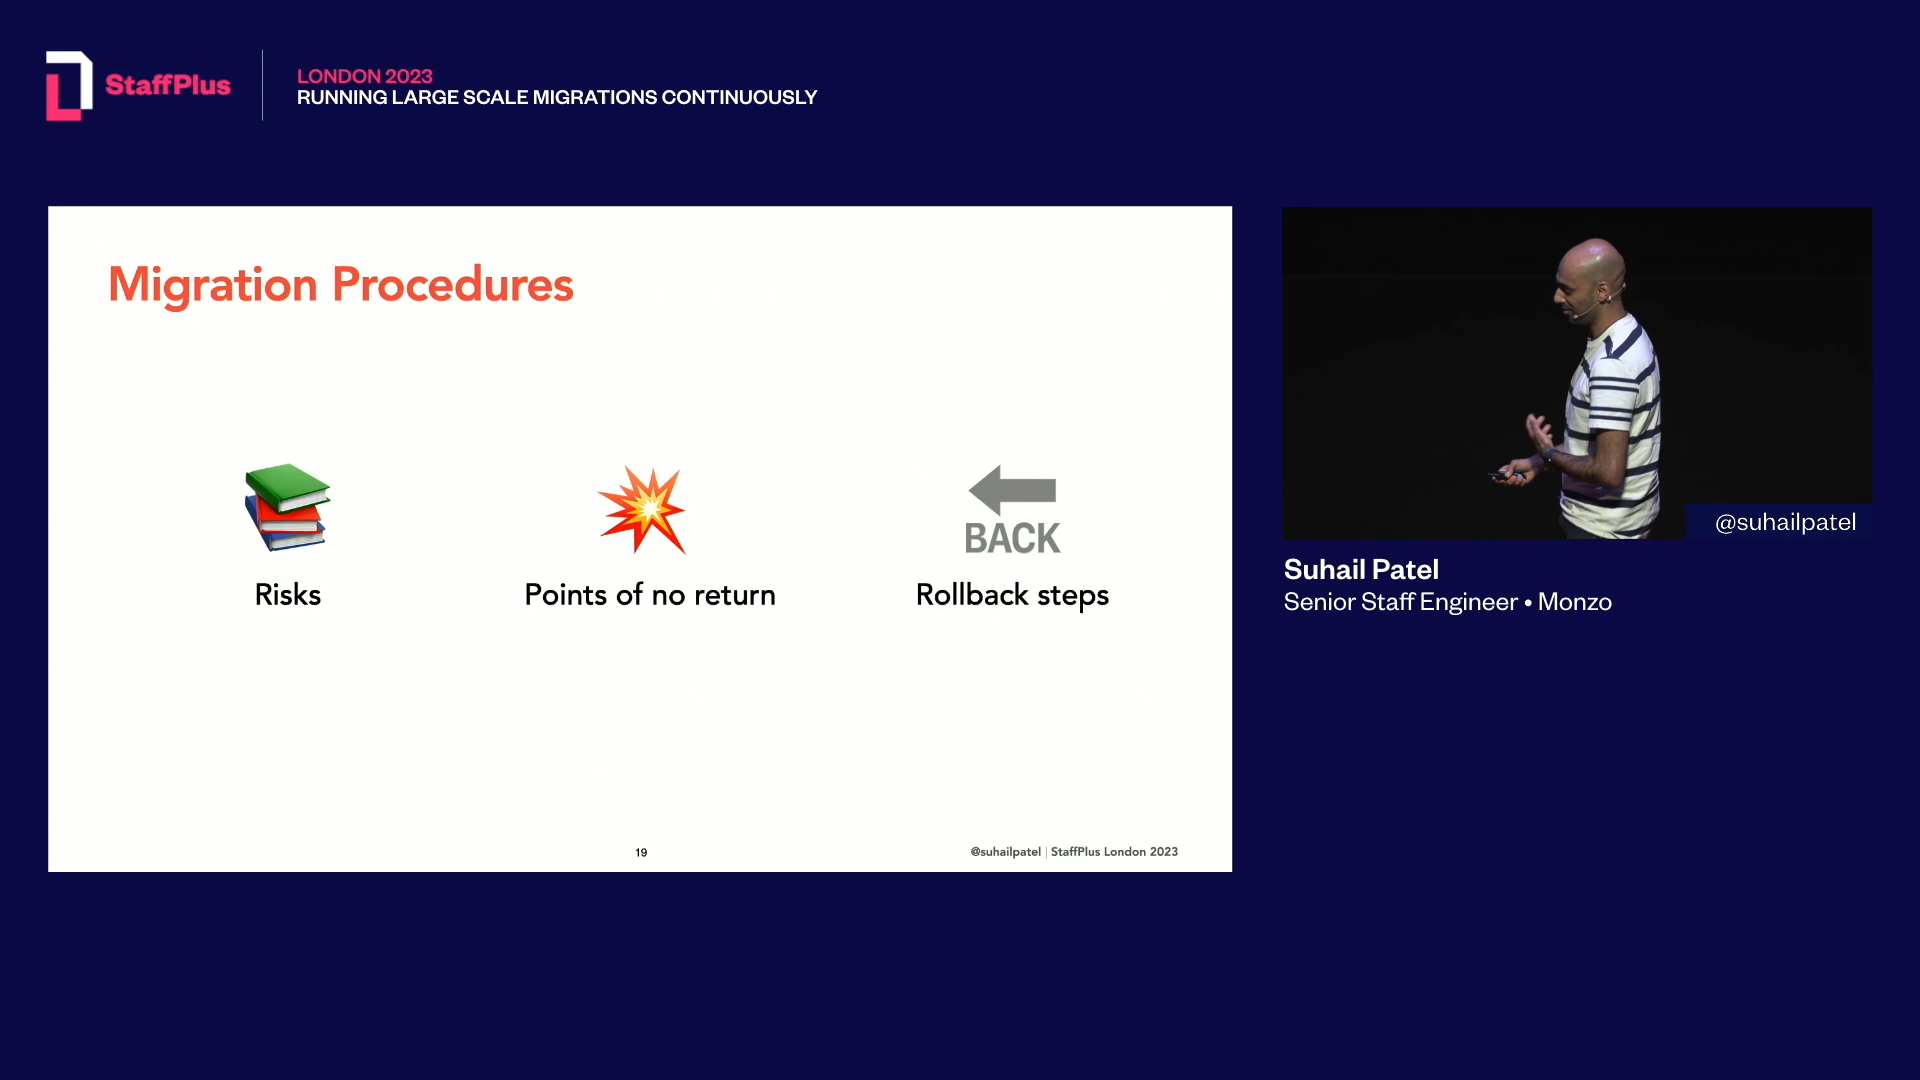 StaffPlus
LONDON 2023
RUNNING LARGE SCALE MIGRATIONS CONTINUOUSLY
Migration Procedures
BACK
Risks
Points of no return
Rollback steps
19
@suhailpatel | StaffPlus London 2023
@suhailpatel
Suhail Patel
Senior Staff Engineer • Monzo